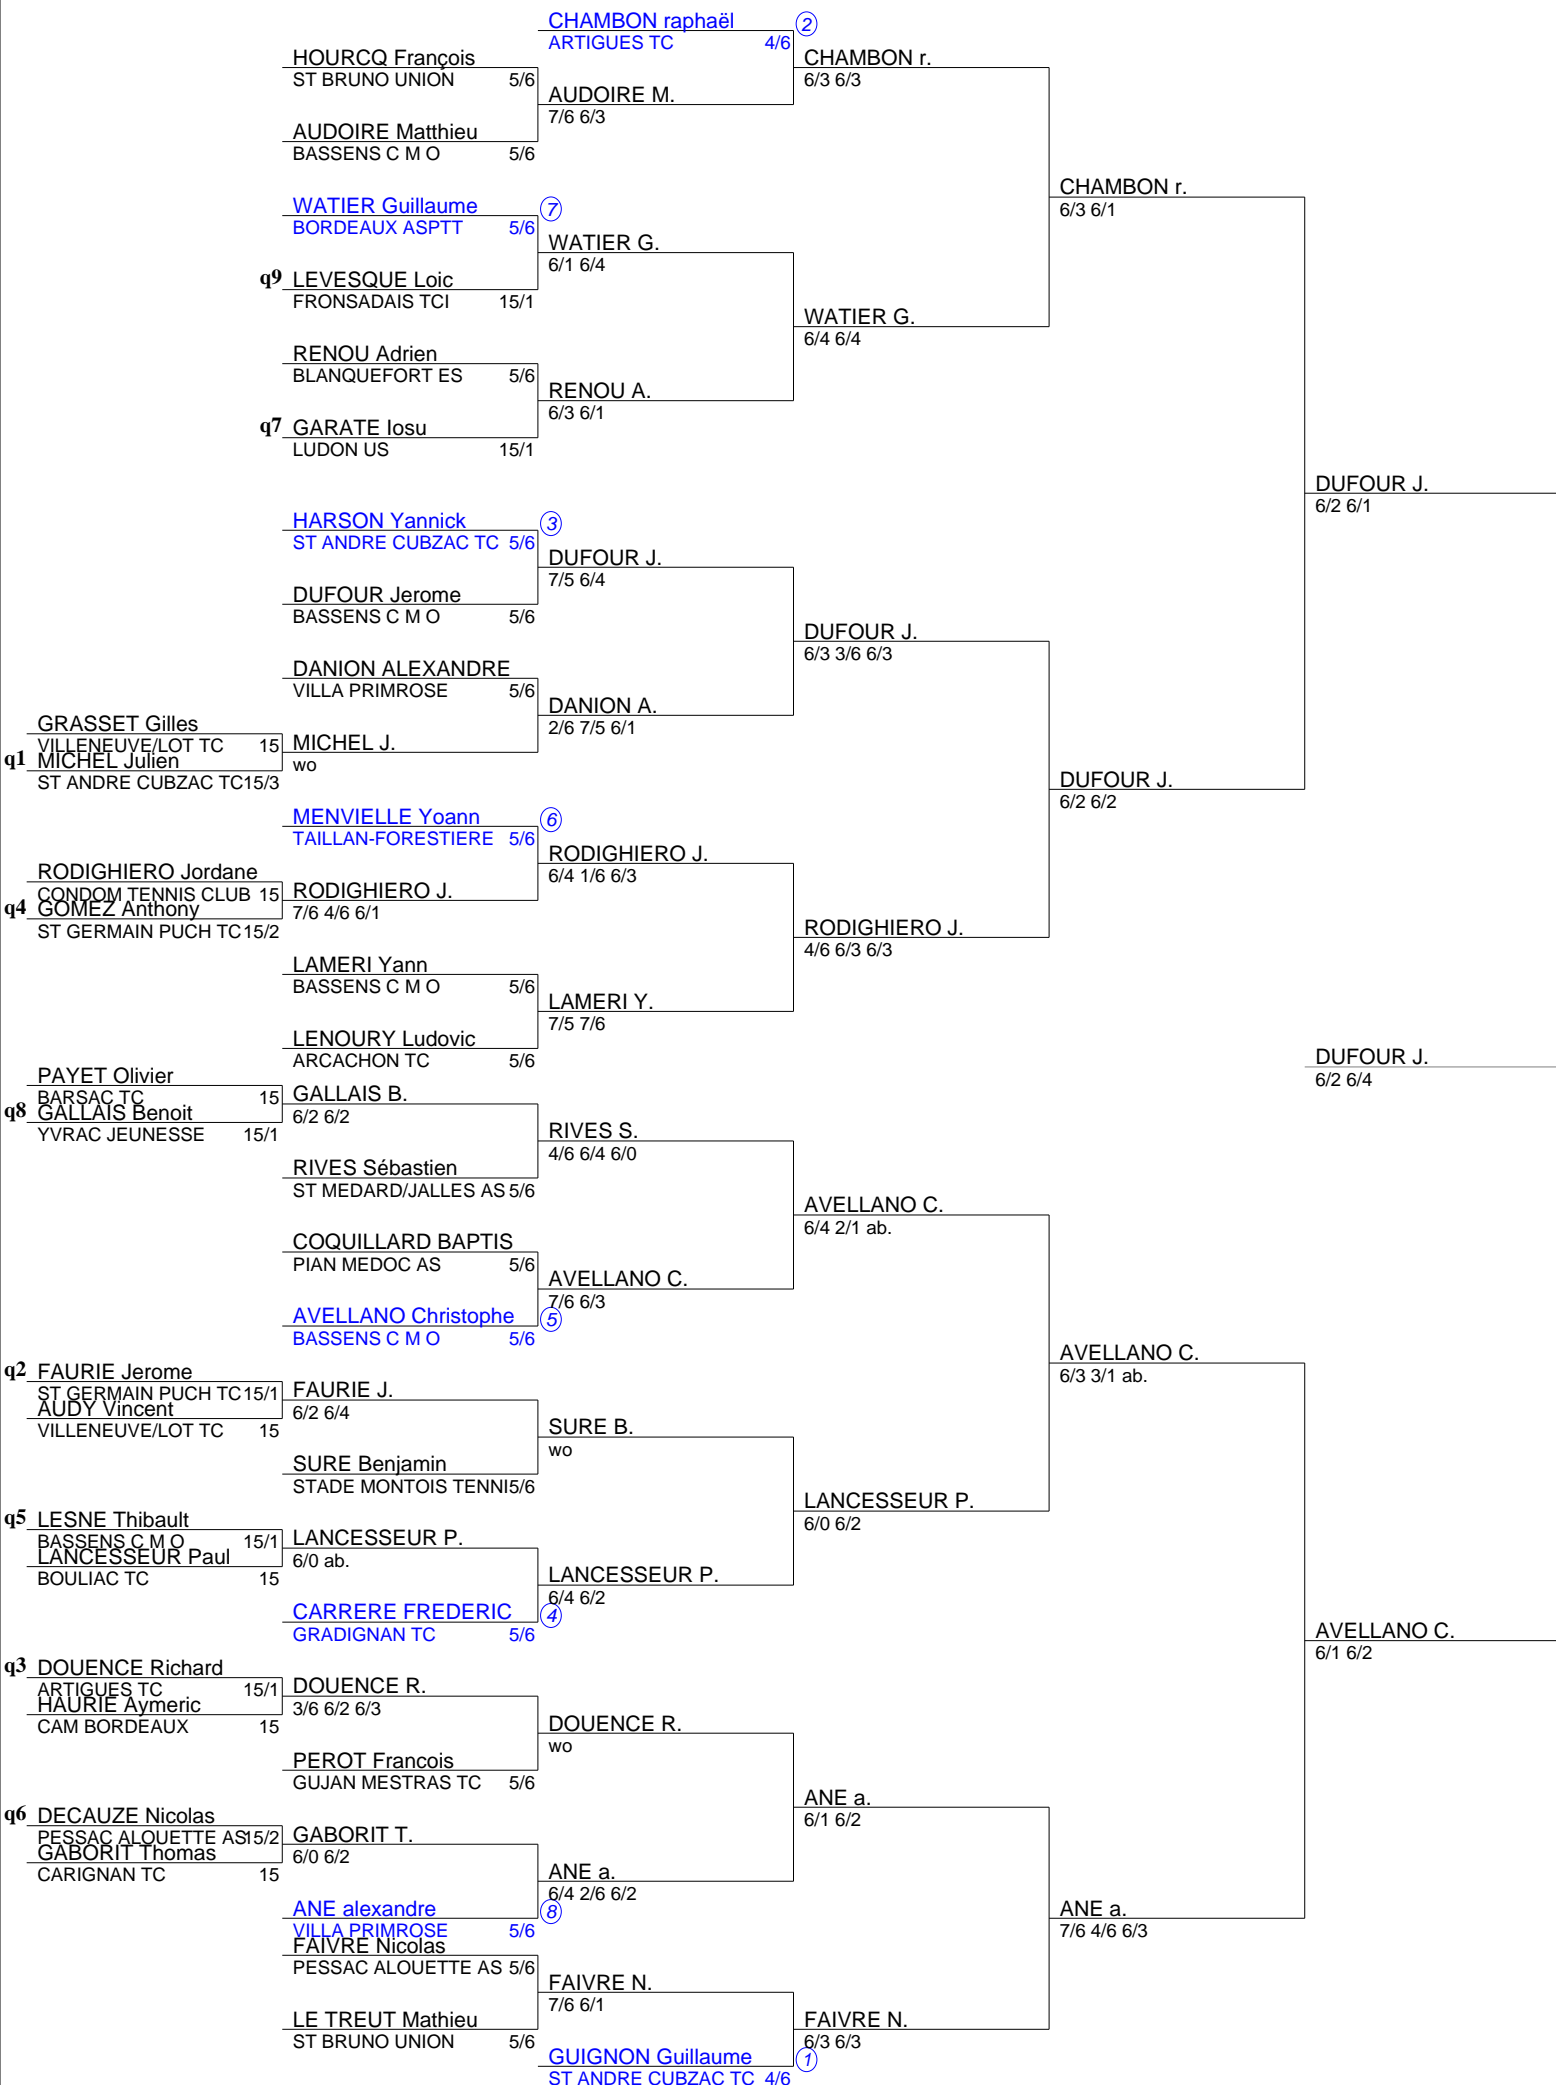 CHAMBON raphaël 2
ARTIGUES TC 4/6
HOURCQ François
ST BRUNO UNION 5/6
CHAMBON r.
6/3 6/3
AUDOIRE M.
7/6 6/3
AUDOIRE Matthieu
BASSENS C M O 5/6
CHAMBON r.
6/3 6/1
WATIER Guillaume 7
BORDEAUX ASPTT 5/6
WATIER G.
6/1 6/4
q9 LEVESQUE Loic
FRONSADAIS TCI 15/1
WATIER G.
6/4 6/4
RENOU Adrien
BLANQUEFORT ES 5/6
RENOU A.
6/3 6/1
q7 GARATE Iosu
LUDON US 15/1
DUFOUR J.
6/2 6/1
HARSON Yannick 3
ST ANDRE CUBZAC TC 5/6
DUFOUR J.
7/5 6/4
DUFOUR Jerome
BASSENS C M O 5/6
DUFOUR J.
6/3 3/6 6/3
DANION ALEXANDRE
VILLA PRIMROSE 5/6
DANION A.
2/6 7/5 6/1
GRASSET Gilles
VILLENEUVE/LOT TC 15
MICHEL J.
wo
q1 MICHEL Julien
ST ANDRE CUBZAC TC 15/3
DUFOUR J.
6/2 6/2
MENVIELLE Yoann 6
TAILLAN-FORESTIERE 5/6
RODIGHIERO J.
6/4 1/6 6/3
RODIGHIERO Jordane
CONDOM TENNIS CLUB 15
RODIGHIERO J.
7/6 4/6 6/1
q4 GOMEZ Anthony
ST GERMAIN PUCH TC 15/2
RODIGHIERO J.
4/6 6/3 6/3
LAMERI Yann
BASSENS C M O 5/6
LAMERI Y.
7/5 7/6
LENOURY Ludovic
ARCACHON TC 5/6
DUFOUR J.
6/2 6/4
PAYET Olivier
BARSAC TC 15
GALLAIS B.
6/2 6/2
q8 GALLAIS Benoit
YVRAC JEUNESSE 15/1
RIVES S.
4/6 6/4 6/0
RIVES Sébastien
ST MEDARD/JALLES AS 5/6
AVELLANO C.
6/4 2/1 ab.
COQUILLARD BAPTIS
PIAN MEDOC AS 5/6
AVELLANO C.
7/6 6/3
AVELLANO Christophe 5
BASSENS C M O 5/6
AVELLANO C.
6/3 3/1 ab.
q2 FAURIE Jerome
ST GERMAIN PUCH TC 15/1
FAURIE J.
6/2 6/4
AUDY Vincent
VILLENEUVE/LOT TC 15
SURE B.
wo
SURE Benjamin
STADE MONTOIS TENNI 5/6
LANCESSEUR P.
6/0 6/2
q5 LESNE Thibault
BASSENS C M O 15/1
LANCESSEUR P.
6/0 ab.
LANCESSEUR Paul
BOULIAC TC 15
LANCESSEUR P.
6/4 6/2
CARRERE FREDERIC 4
GRADIGNAN TC 5/6
AVELLANO C.
6/1 6/2
q3 DOUENCE Richard
ARTIGUES TC 15/1
DOUENCE R.
3/6 6/2 6/3
HAURIE Aymeric
CAM BORDEAUX 15
DOUENCE R.
wo
PEROT Francois
GUJAN MESTRAS TC 5/6
ANE a.
6/1 6/2
q6 DECAUZE Nicolas
PESSAC ALOUETTE AS 15/2
GABORIT T.
6/0 6/2
GABORIT Thomas
CARIGNAN TC 15
ANE a.
6/4 2/6 6/2
ANE alexandre 8
VILLA PRIMROSE 5/6
ANE a.
7/6 4/6 6/3
FAIVRE Nicolas
PESSAC ALOUETTE AS 5/6
FAIVRE N.
7/6 6/1
LE TREUT Mathieu
ST BRUNO UNION 5/6
FAIVRE N.
6/3 6/3
GUIGNON Guillaume 1
ST ANDRE CUBZAC TC 4/6